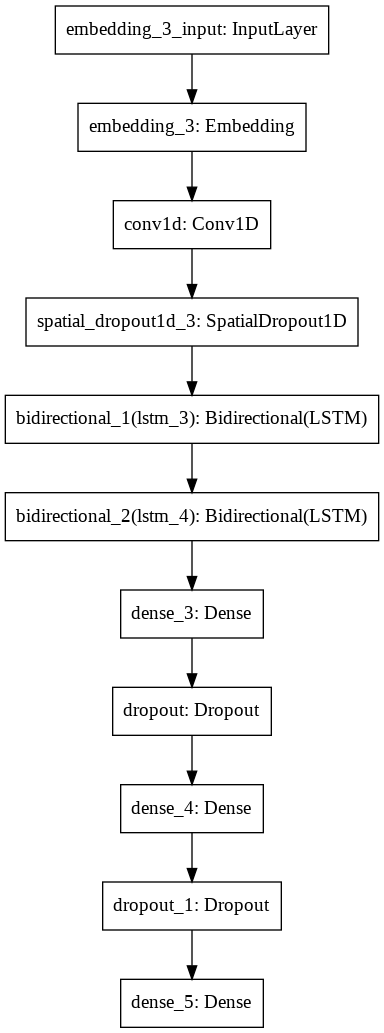 embedding_3_input: InputLayer
embedding_3: Embedding
conv1d: Conv1D
spatial_dropout1d_3: SpatialDropout1D
bidirectional_1(lstm_3): Bidirectional(LSTM)
bidirectional_2(lstm_4): Bidirectional(LSTM)
dense_3: Dense
dropout: Dropout
dense_4: Dense
dropout_1: Dropout
dense_5: Dense